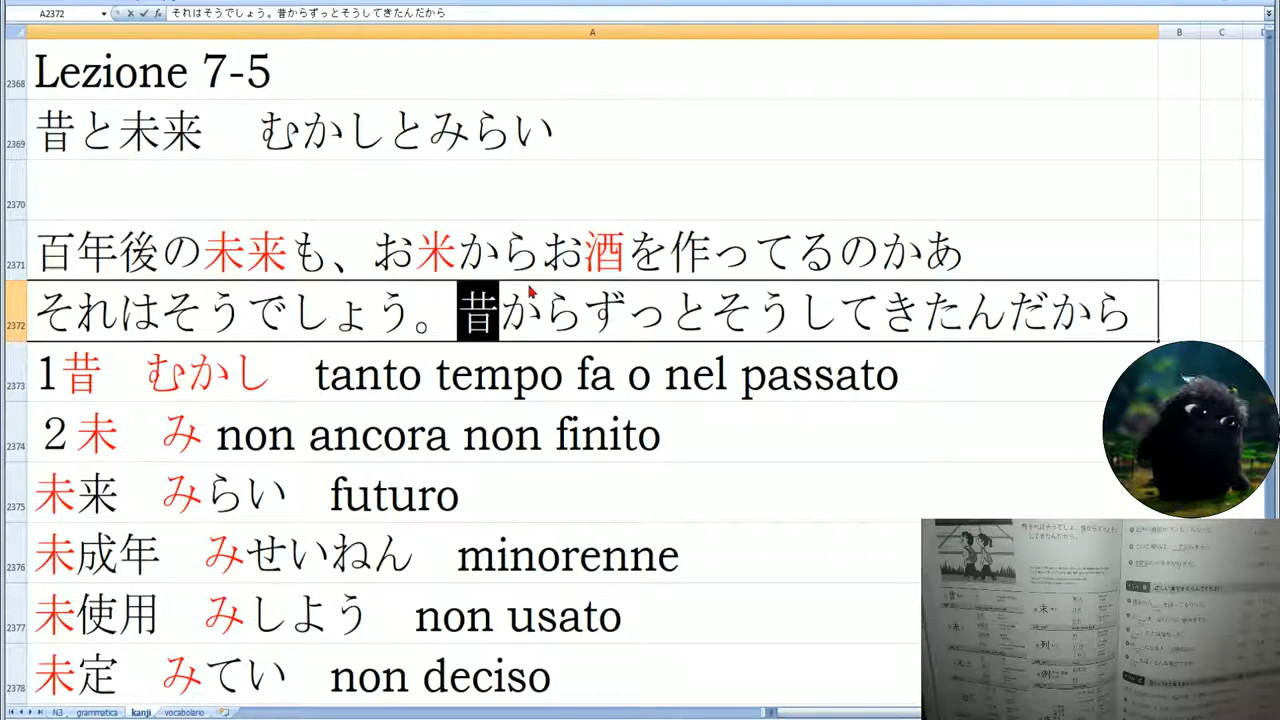 A2372 fx それはそうでしょう。昔からずっとそうしてきたんだから
A B C
2368 Lezione 7-5
2369 昔と未来 むかしとみらい
2370
2371 百年後の未来も、お米からお酒を作ってるのかあ
2372 それはそうでしょう。昔からずっとそうしてきたんだから
2373 1昔 むかし tanto tempo fa o nel passato
2374 2未 み non ancora non finito
2375 未来 みらい futuro
2376 未成年 みせいねん minorenne
2377 未使用 みしよう non usato
2378 未定 みてい non deciso
N3 grammatica kanji vocabolario